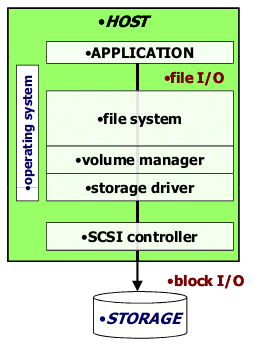 •HOST
•APPLICATION
•file I/O
•operating system
•file system
•volume manager
•storage driver
•SCSI controller
•block I/O
•STORAGE